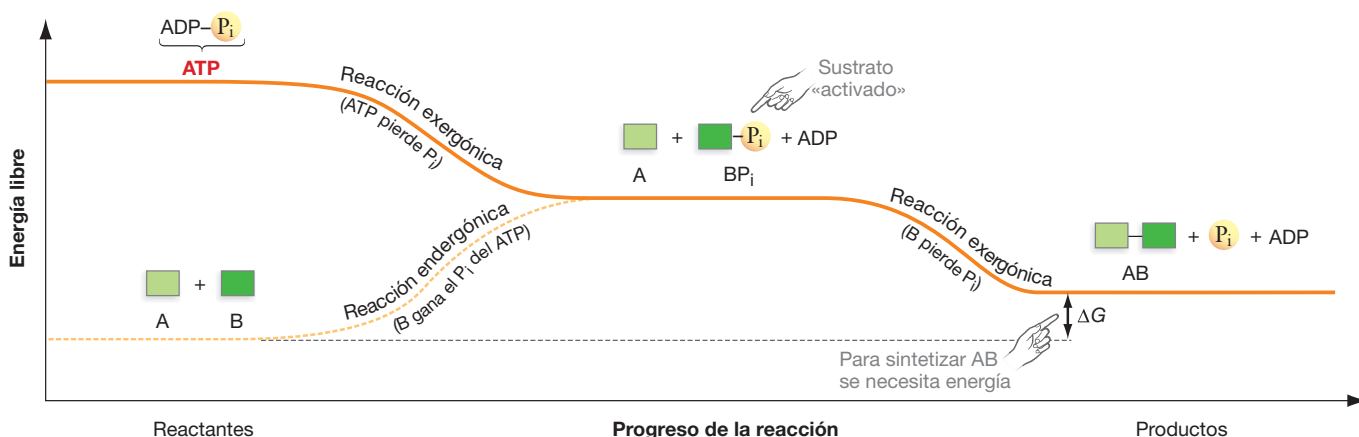 ADP–Pi
ATP
Energía libre
Reacción exergónica
(ATP pierde Pi)
Sustrato
«activado»
+ Pi + ADP
A BPi
Reacción endergónica
(B gana el Pi del ATP)
+
A B
Reacción exergónica
(B pierde Pi)
+ Pi + ADP
AB
ΔG
Para sintetizar AB
se necesita energía
Reactantes Progreso de la reacción Productos